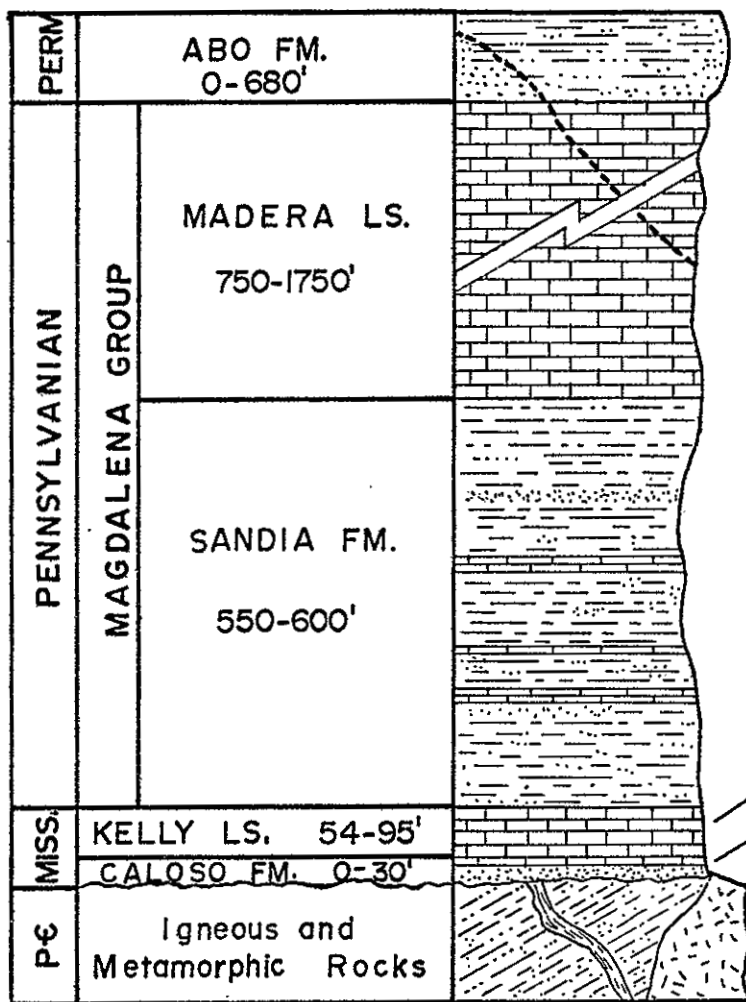 PERM
ABO FM.
0-680'
PENNSYLVANIAN
MAGDALENA GROUP
MADERA LS.
750-1750'
SANDIA FM.
550-600'
MISS.
KELLY LS. 54-95'
CALOSO FM. 0-30'
P€
Igneous and
Metamorphic Rocks